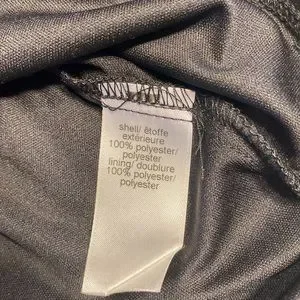 shell/ étoffe
extérieure
100% polyester/
polyester
lining/ doublure
100% polyester/
polyester